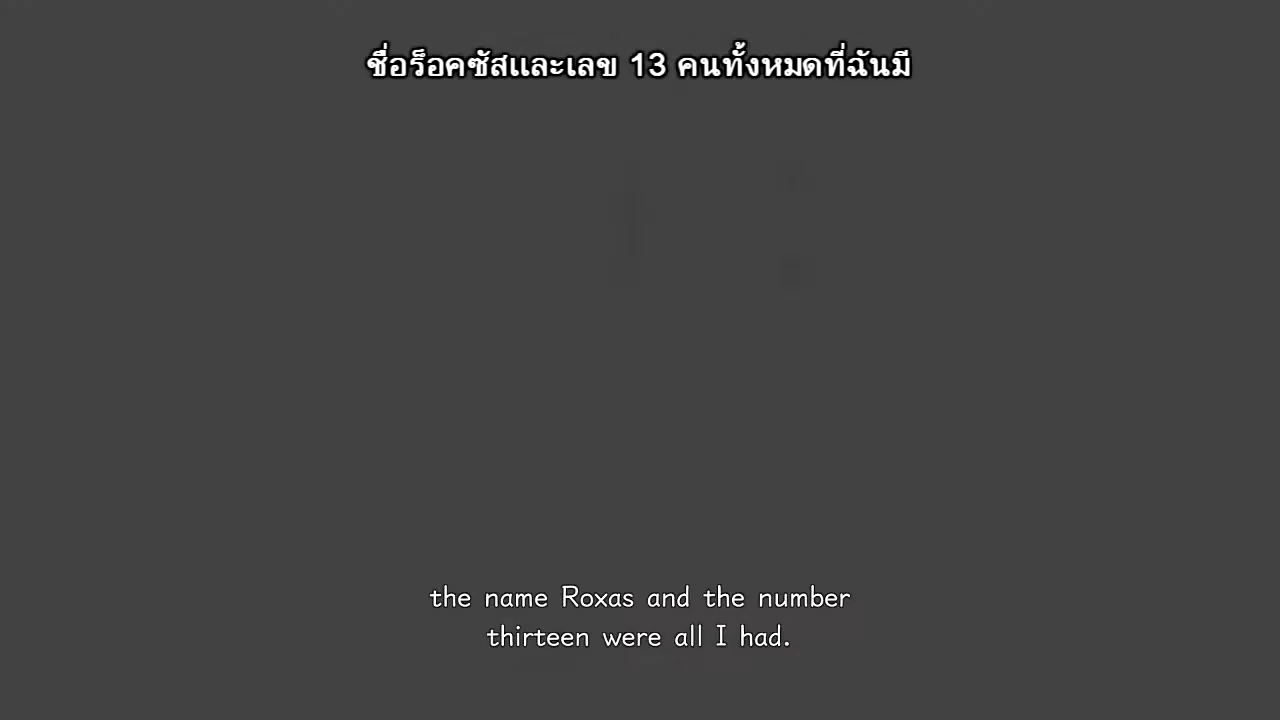 ชื่อร็อคซัสและเลข 13 คนทั้งหมดที่ฉันมี
the name Roxas and the number
thirteen were all I had.